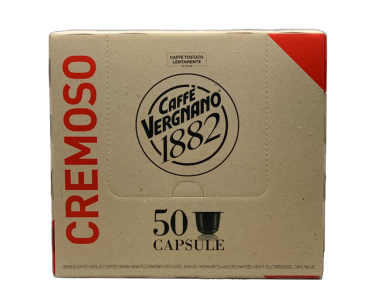 CAFFÈ TOSTATO
LENTAMENTE
CREMOSO
CAFFÈ
VERGNANO
1882
50
CAPSULE